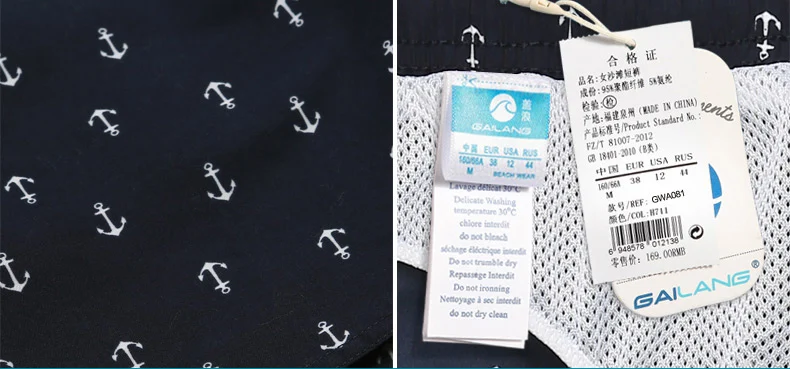 盖
浪
GAILANG
中国 EUR USA RUS
160/66A 38 12 44
M BEACH WEAR
Lavage délicat 30°C
Delicate Washing
temperature 30°C
chlore interdit
do not bleach
séchage éléctrique interdit
Do not tumble dry
Repassage Interdit
Do not ironing
Nettoyage à sec interdit
do not dry clean
合格证
品名:女沙滩短裤
成份:95%聚酯纤维 5%氨纶
检验:检
产地:福建泉州 (MADE IN CHINA)
产品标准号/Product Standard No.:
FZ/T 81007-2012
GB 18401-2010 (B类)
中国 EUR USA RUS
160/66A 38 12 44
M
款号/REF: GWA081
颜色/COL:H711
6 948578 012138
零售价: 169.00RMB
GAILANG®